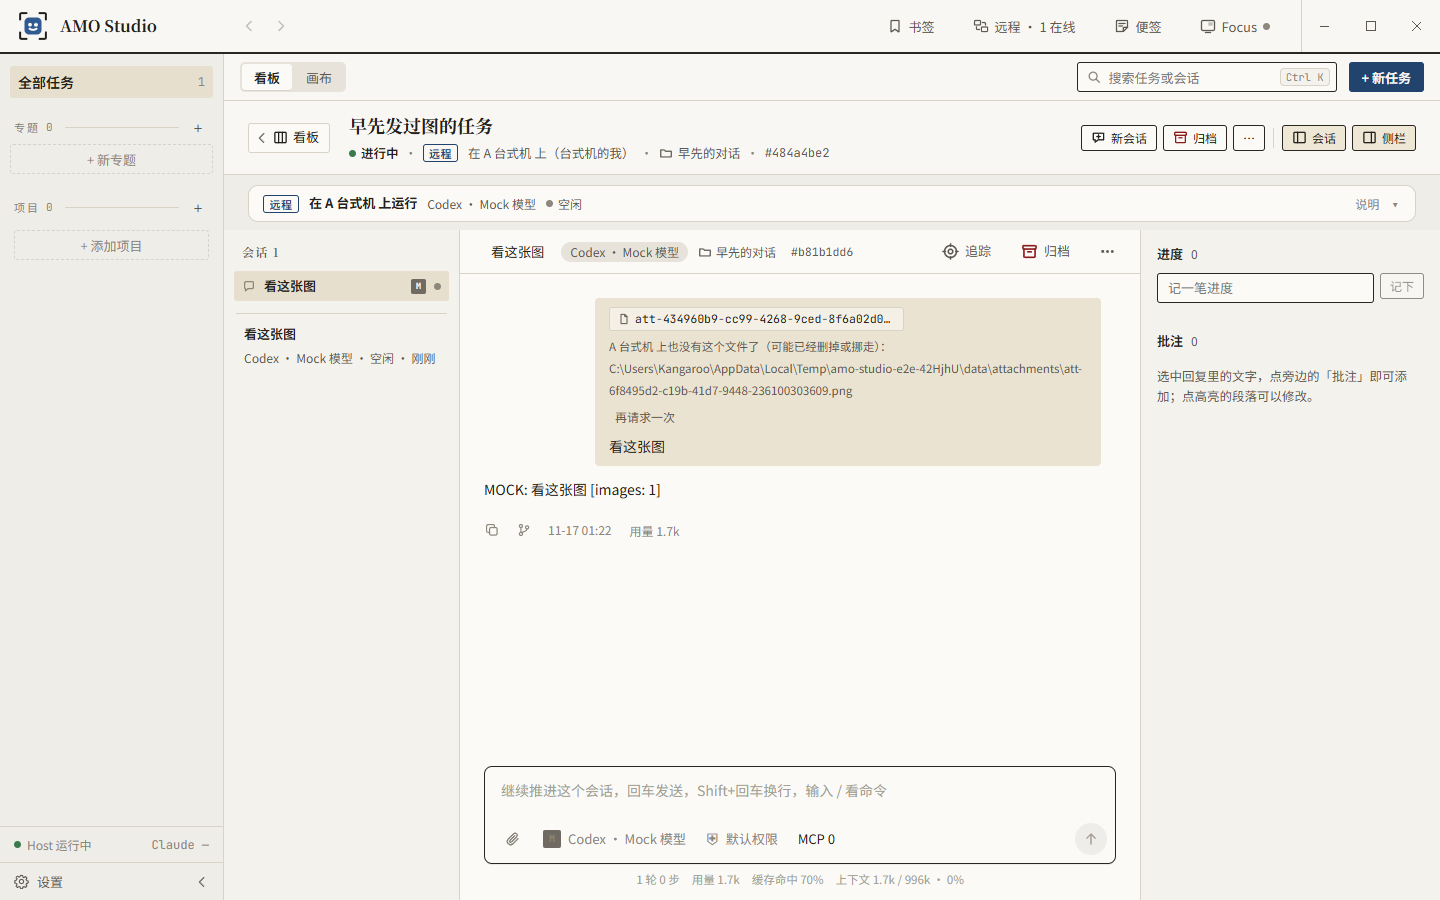 AMO Studio
书签
远程 · 1 在线
便签
Focus
全部任务 1
专题 0 +
+ 新专题
项目 0 +
+ 添加项目
Host 运行中 Claude —
设置
看板 画布
搜索任务或会话 Ctrl K
+ 新任务
看板
早先发过图的任务
进行中 · 远程 在 A 台式机 上（台式机的我） · 早先的对话 · #484a4be2
新会话 归档 ··· 会话 侧栏
远程 在 A 台式机 上运行 Codex · Mock 模型 空闲 说明
会话 1
看这张图 M
看这张图
Codex · Mock 模型 · 空闲 · 刚刚
看这张图 Codex · Mock 模型 早先的对话 #b81b1dd6 追踪 归档 ···
att-434960b9-cc99-4268-9ced-8f6a02d0…
A 台式机 上也没有这个文件了（可能已经删掉或挪走）：
C:\Users\Kangaroo\AppData\Local\Temp\amo-studio-e2e-42HjhU\data\attachments\att-
6f8495d2-c19b-41d7-9448-236100303609.png
再请求一次
看这张图
MOCK: 看这张图 [images: 1]
11-17 01:22 用量 1.7k
继续推进这个会话，回车发送，Shift+回车换行，输入 / 看命令
M Codex · Mock 模型 默认权限 MCP 0
1 轮 0 步 用量 1.7k 缓存命中 70% 上下文 1.7k / 996k · 0%
进度 0
记一笔进度 记下
批注 0
选中回复里的文字，点旁边的「批注」即可添
加；点高亮的段落可以修改。